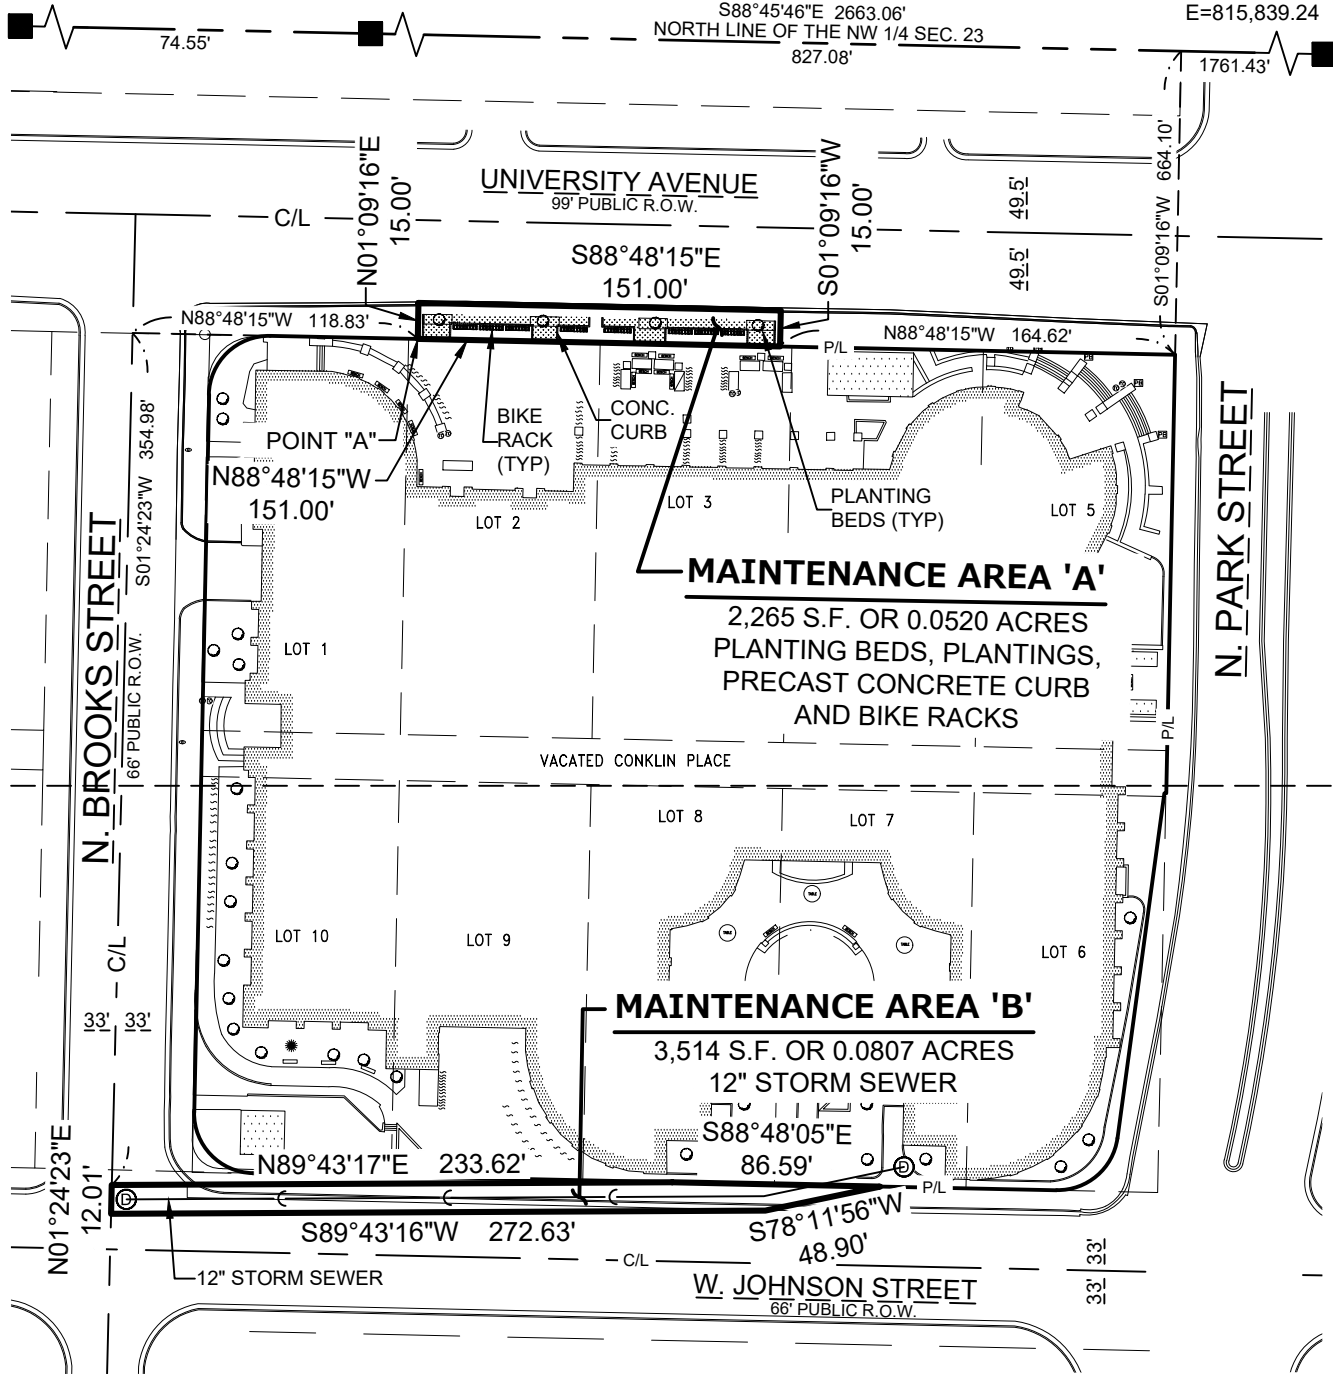 S88°45'46"E 2663.06'
E=815,839.24
74.55'
NORTH LINE OF THE NW 1/4 SEC. 23
827.08'
1761.43'
N01°09'16"E
15.00'
UNIVERSITY AVENUE
99' PUBLIC R.O.W.
S01°09'16"W
15.00'
49.5'
49.5'
S01°09'16"W 664.10'
C/L
S88°48'15"E
151.00'
N88°48'15"W 118.83'
N88°48'15"W 164.62'
P/L
POINT "A"
BIKE
RACK
(TYP)
CONC.
CURB
N88°48'15"W
151.00'
LOT 2
LOT 3
PLANTING
BEDS (TYP)
LOT 5
N. PARK STREET
S01°24'23"W 354.98'
MAINTENANCE AREA 'A'
2,265 S.F. OR 0.0520 ACRES
PLANTING BEDS, PLANTINGS,
PRECAST CONCRETE CURB
AND BIKE RACKS
LOT 1
N. BROOKS STREET
66' PUBLIC R.O.W.
P/L
VACATED CONKLIN PLACE
LOT 8
LOT 7
TABLE
TABLE
TABLE
LOT 10
LOT 9
LOT 6
C/L
33' 33'
MAINTENANCE AREA 'B'
3,514 S.F. OR 0.0807 ACRES
12" STORM SEWER
S88°48'05"E
86.59'
N89°43'17"E 233.62'
N01°24'23"E
12.01'
P/L
S89°43'16"W 272.63'
S78°11'56"W
48.90'
12" STORM SEWER
C/L
W. JOHNSON STREET
66' PUBLIC R.O.W.
33'
33'